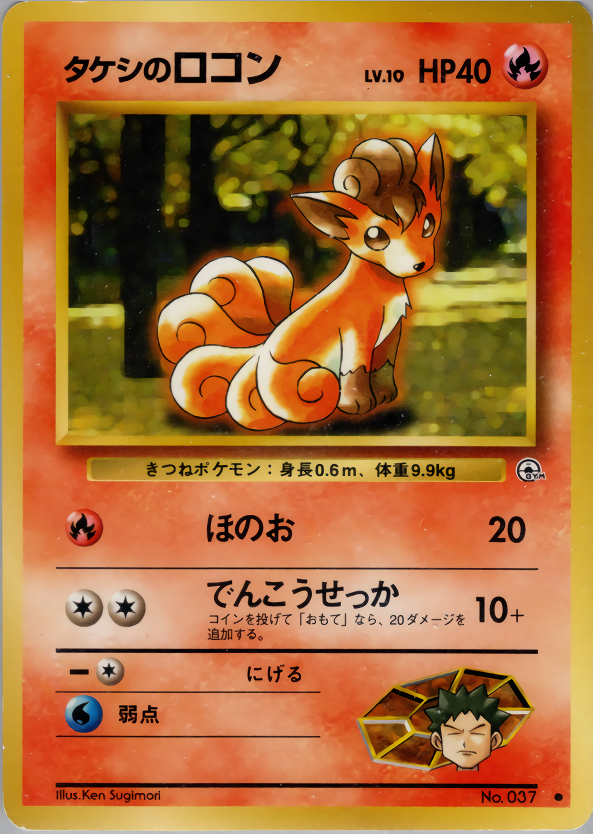 タケシのロコン LV.10 HP40
きつねポケモン：身長0.6m、体重9.9kg
GYM
ほのお 20
でんこうせっか
コインを投げて「おもて」なら、20ダメージを
追加する。
10+
− にげる
弱点
Illus.Ken Sugimori No. 037 ●